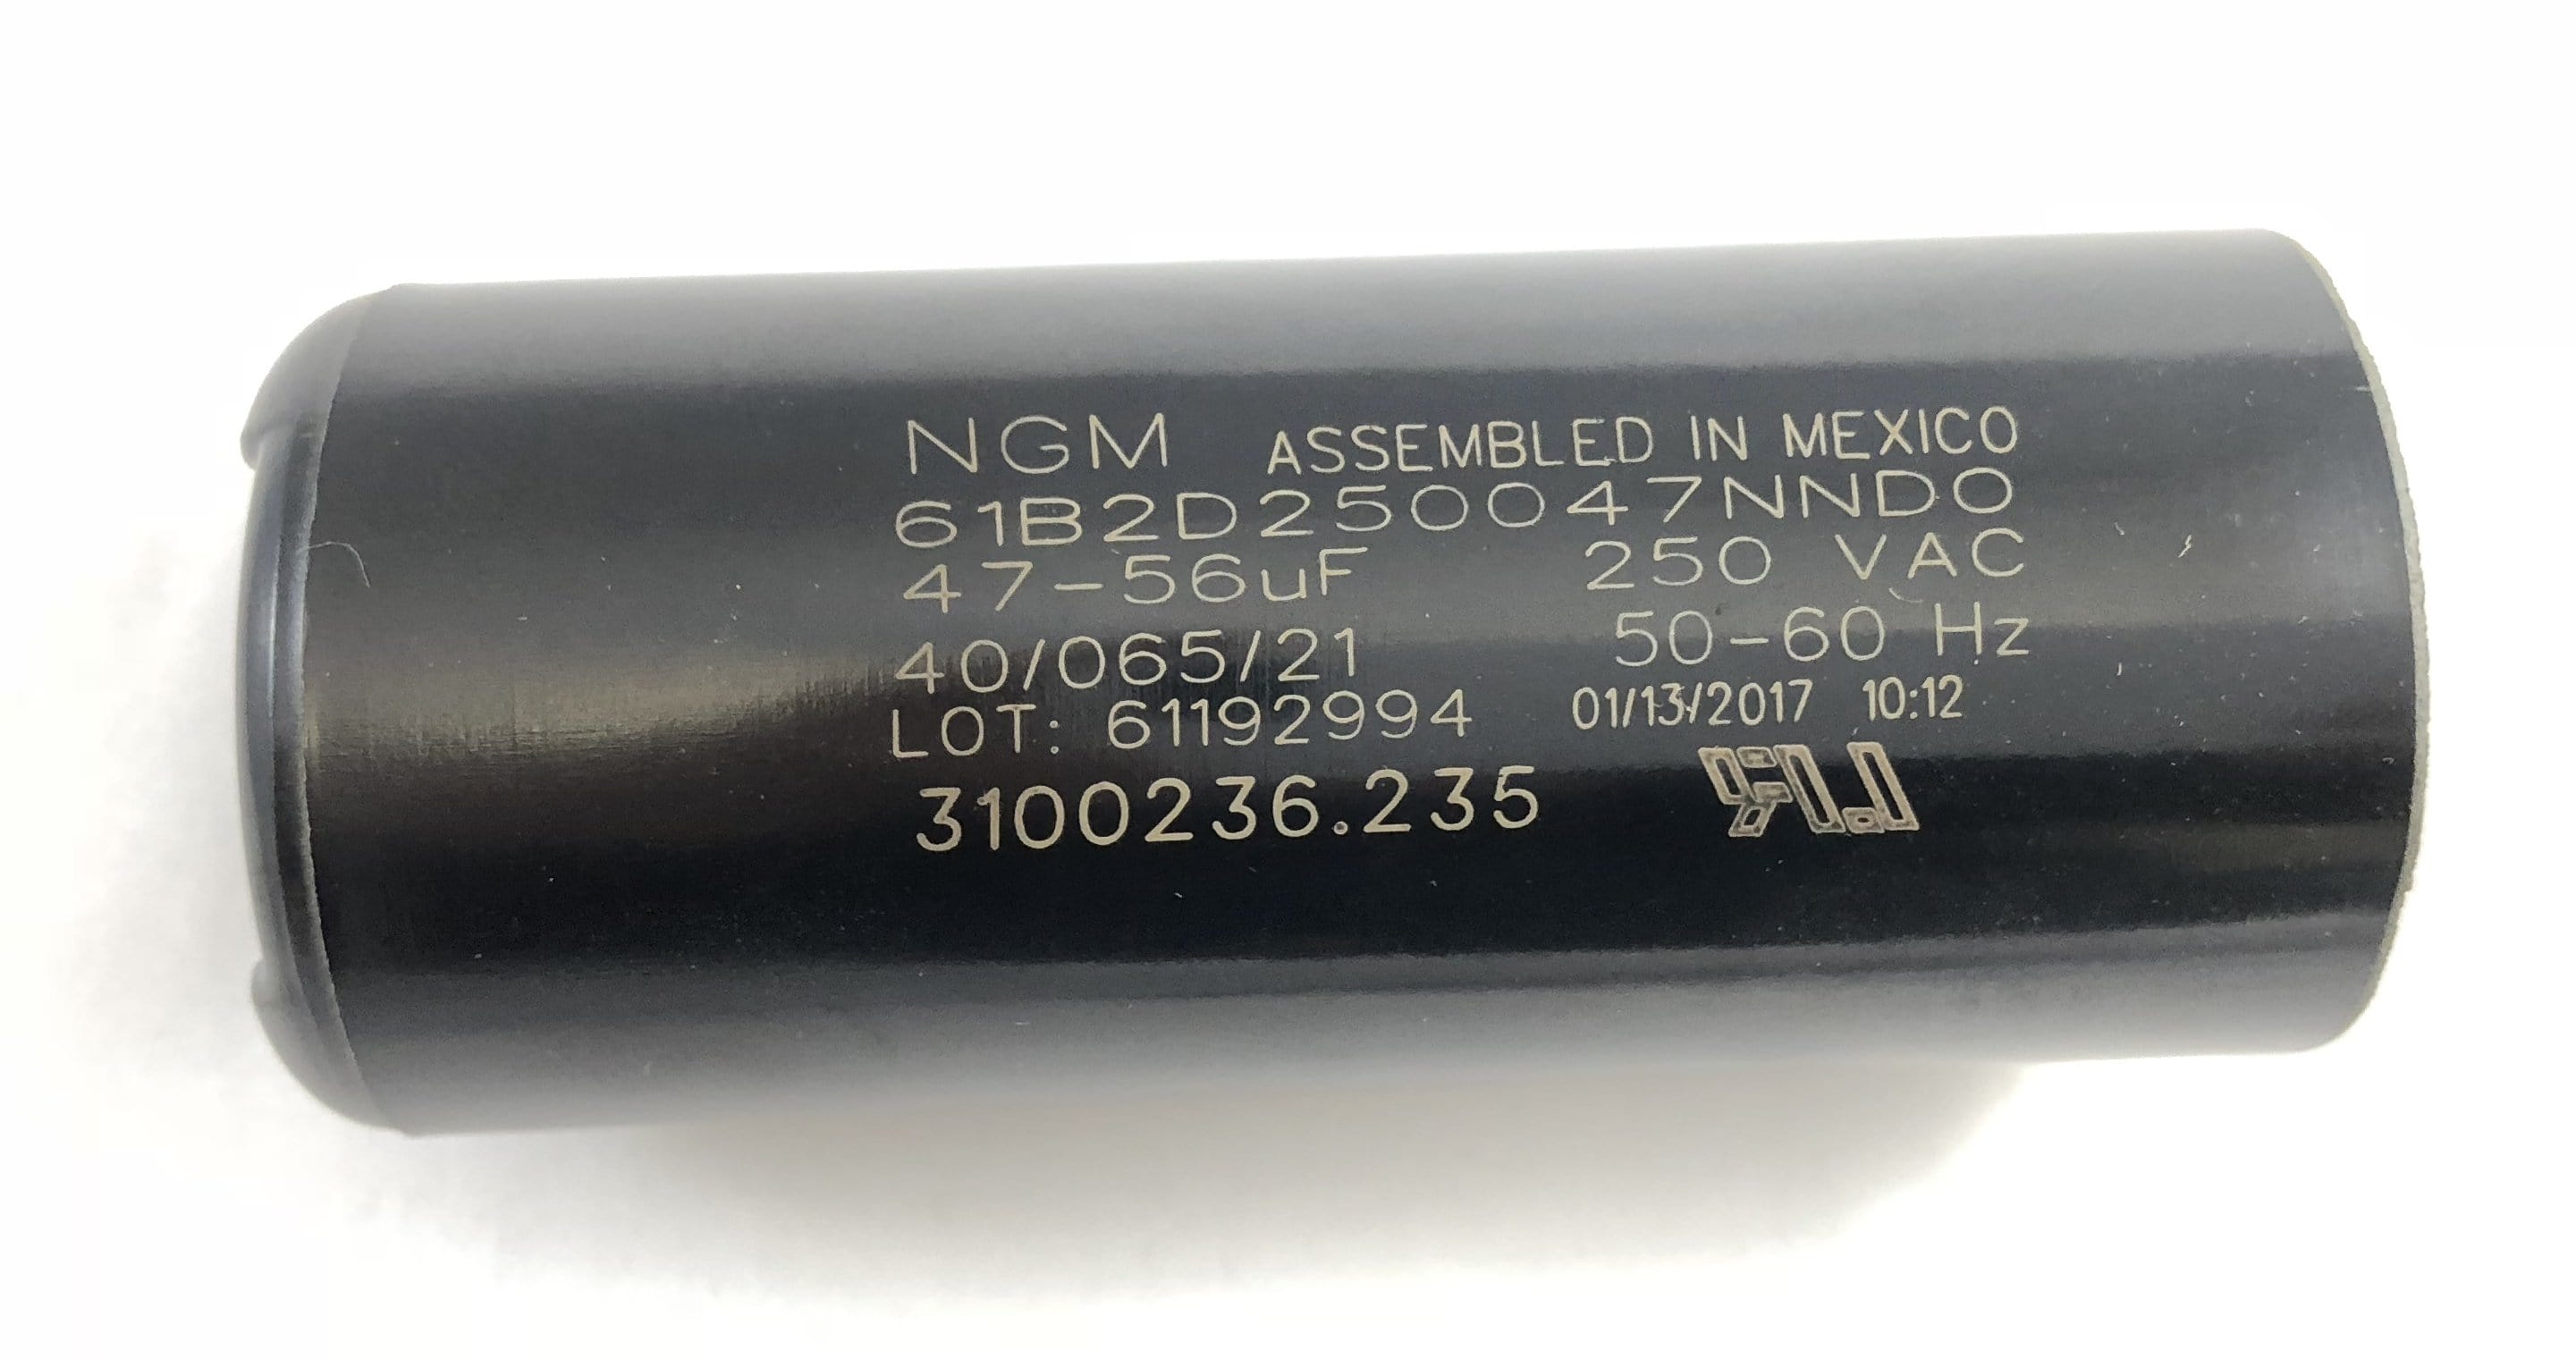 NGM ASSEMBLED IN MEXICO
61B2D250047NNDO
47-56uF 250 VAC
40/065/21 50-60 Hz
LOT: 61192994 01/13/2017 10:12
3100236.235